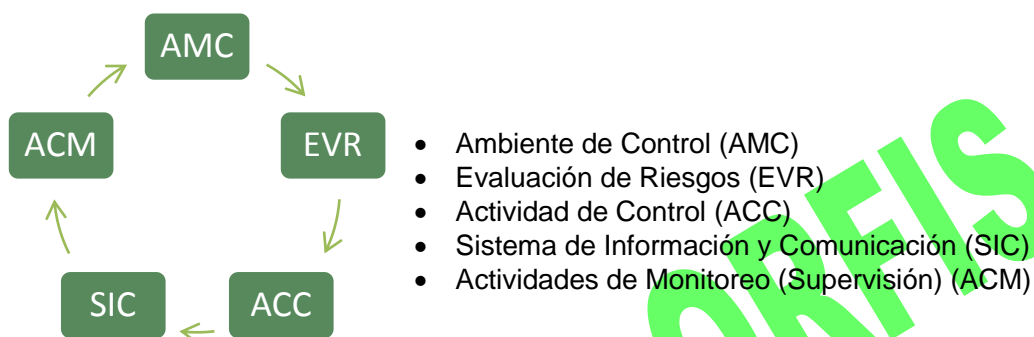 AMC
ACM
EVR
SIC
ACC
• Ambiente de Control (AMC)
• Evaluación de Riesgos (EVR)
• Actividad de Control (ACC)
• Sistema de Información y Comunicación (SIC)
• Actividades de Monitoreo (Supervisión) (ACM)
ORFIS